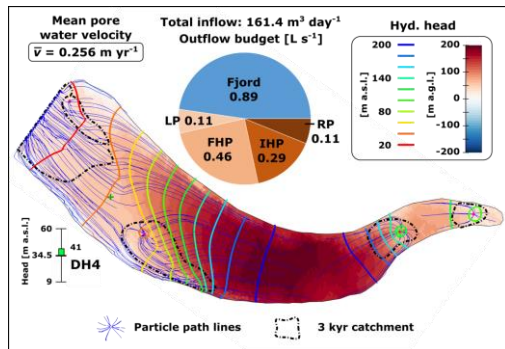 Mean pore
water velocity
v̅ = 0.256 m yr⁻¹
Total inflow: 161.4 m³ day⁻¹
Outflow budget [L s⁻¹]
Fjord
0.89
LP 0.11
FHP
0.46
IHP
0.29
RP
0.11
Hyd. head
200
140
80
20
[m a.s.l.]
200
100
0
-100
-200
[m a.g.l.]
Head [m a.s.l.]
60
34.5
9
41
DH4
Particle path lines
3 kyr catchment